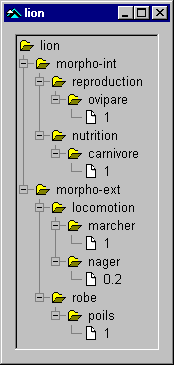 lion
lion
morpho-int
reproduction
ovipare
1
nutrition
carnivore
1
morpho-ext
locomotion
marcher
1
nager
0.2
robe
poils
1